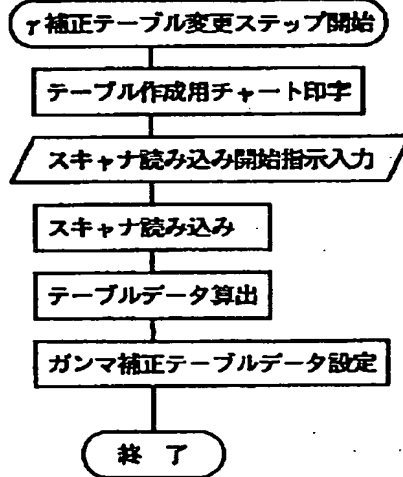 γ補正テーブル変更ステップ開始
テーブル作成用チャート印字
スキャナ読み込み開始指示入力
スキャナ読み込み
テーブルデータ算出
ガンマ補正テーブルデータ設定
終 了